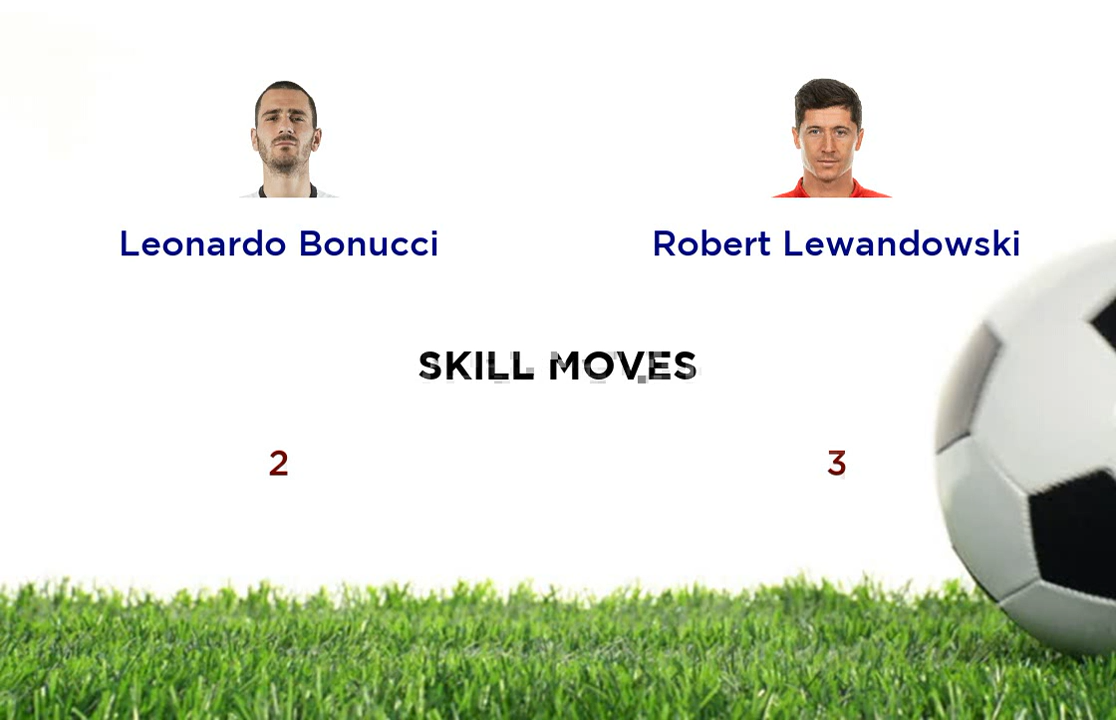 Leonardo Bonucci
Robert Lewandowski
SKILL MOVES
2
3